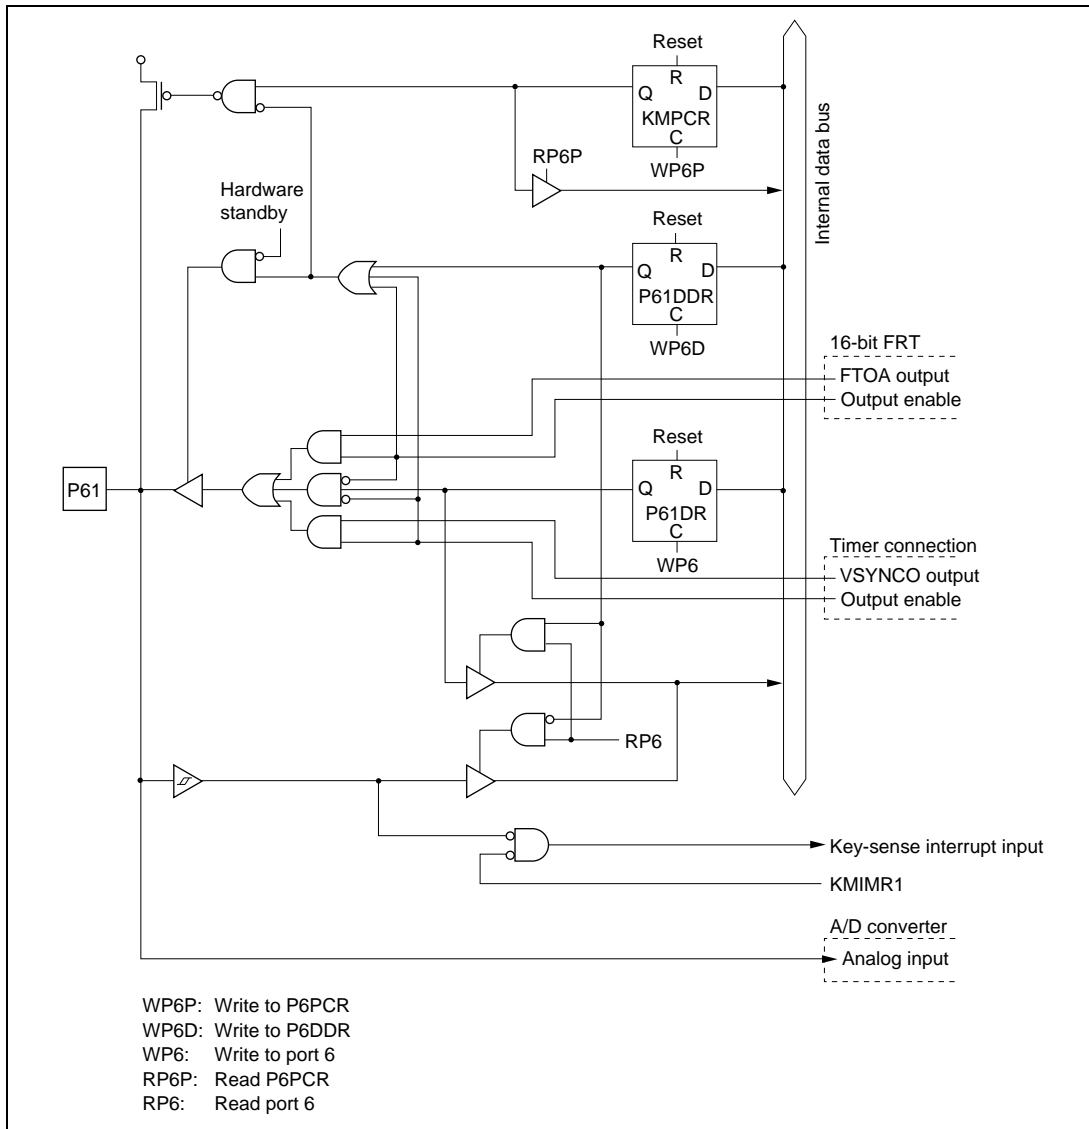 Reset
R
Q D
KMPCR
C
WP6P
RP6P
Internal data bus
Hardware
standby
Reset
R
Q D
P61DDR
C
WP6D
16-bit FRT
FTOA output
Output enable
Reset
R
Q D
P61DR
C
WP6
P61
Timer connection
VSYNCO output
Output enable
RP6
Key-sense interrupt input
KMIMR1
A/D converter
Analog input
WP6P: Write to P6PCR
WP6D: Write to P6DDR
WP6: Write to port 6
RP6P: Read P6PCR
RP6: Read port 6